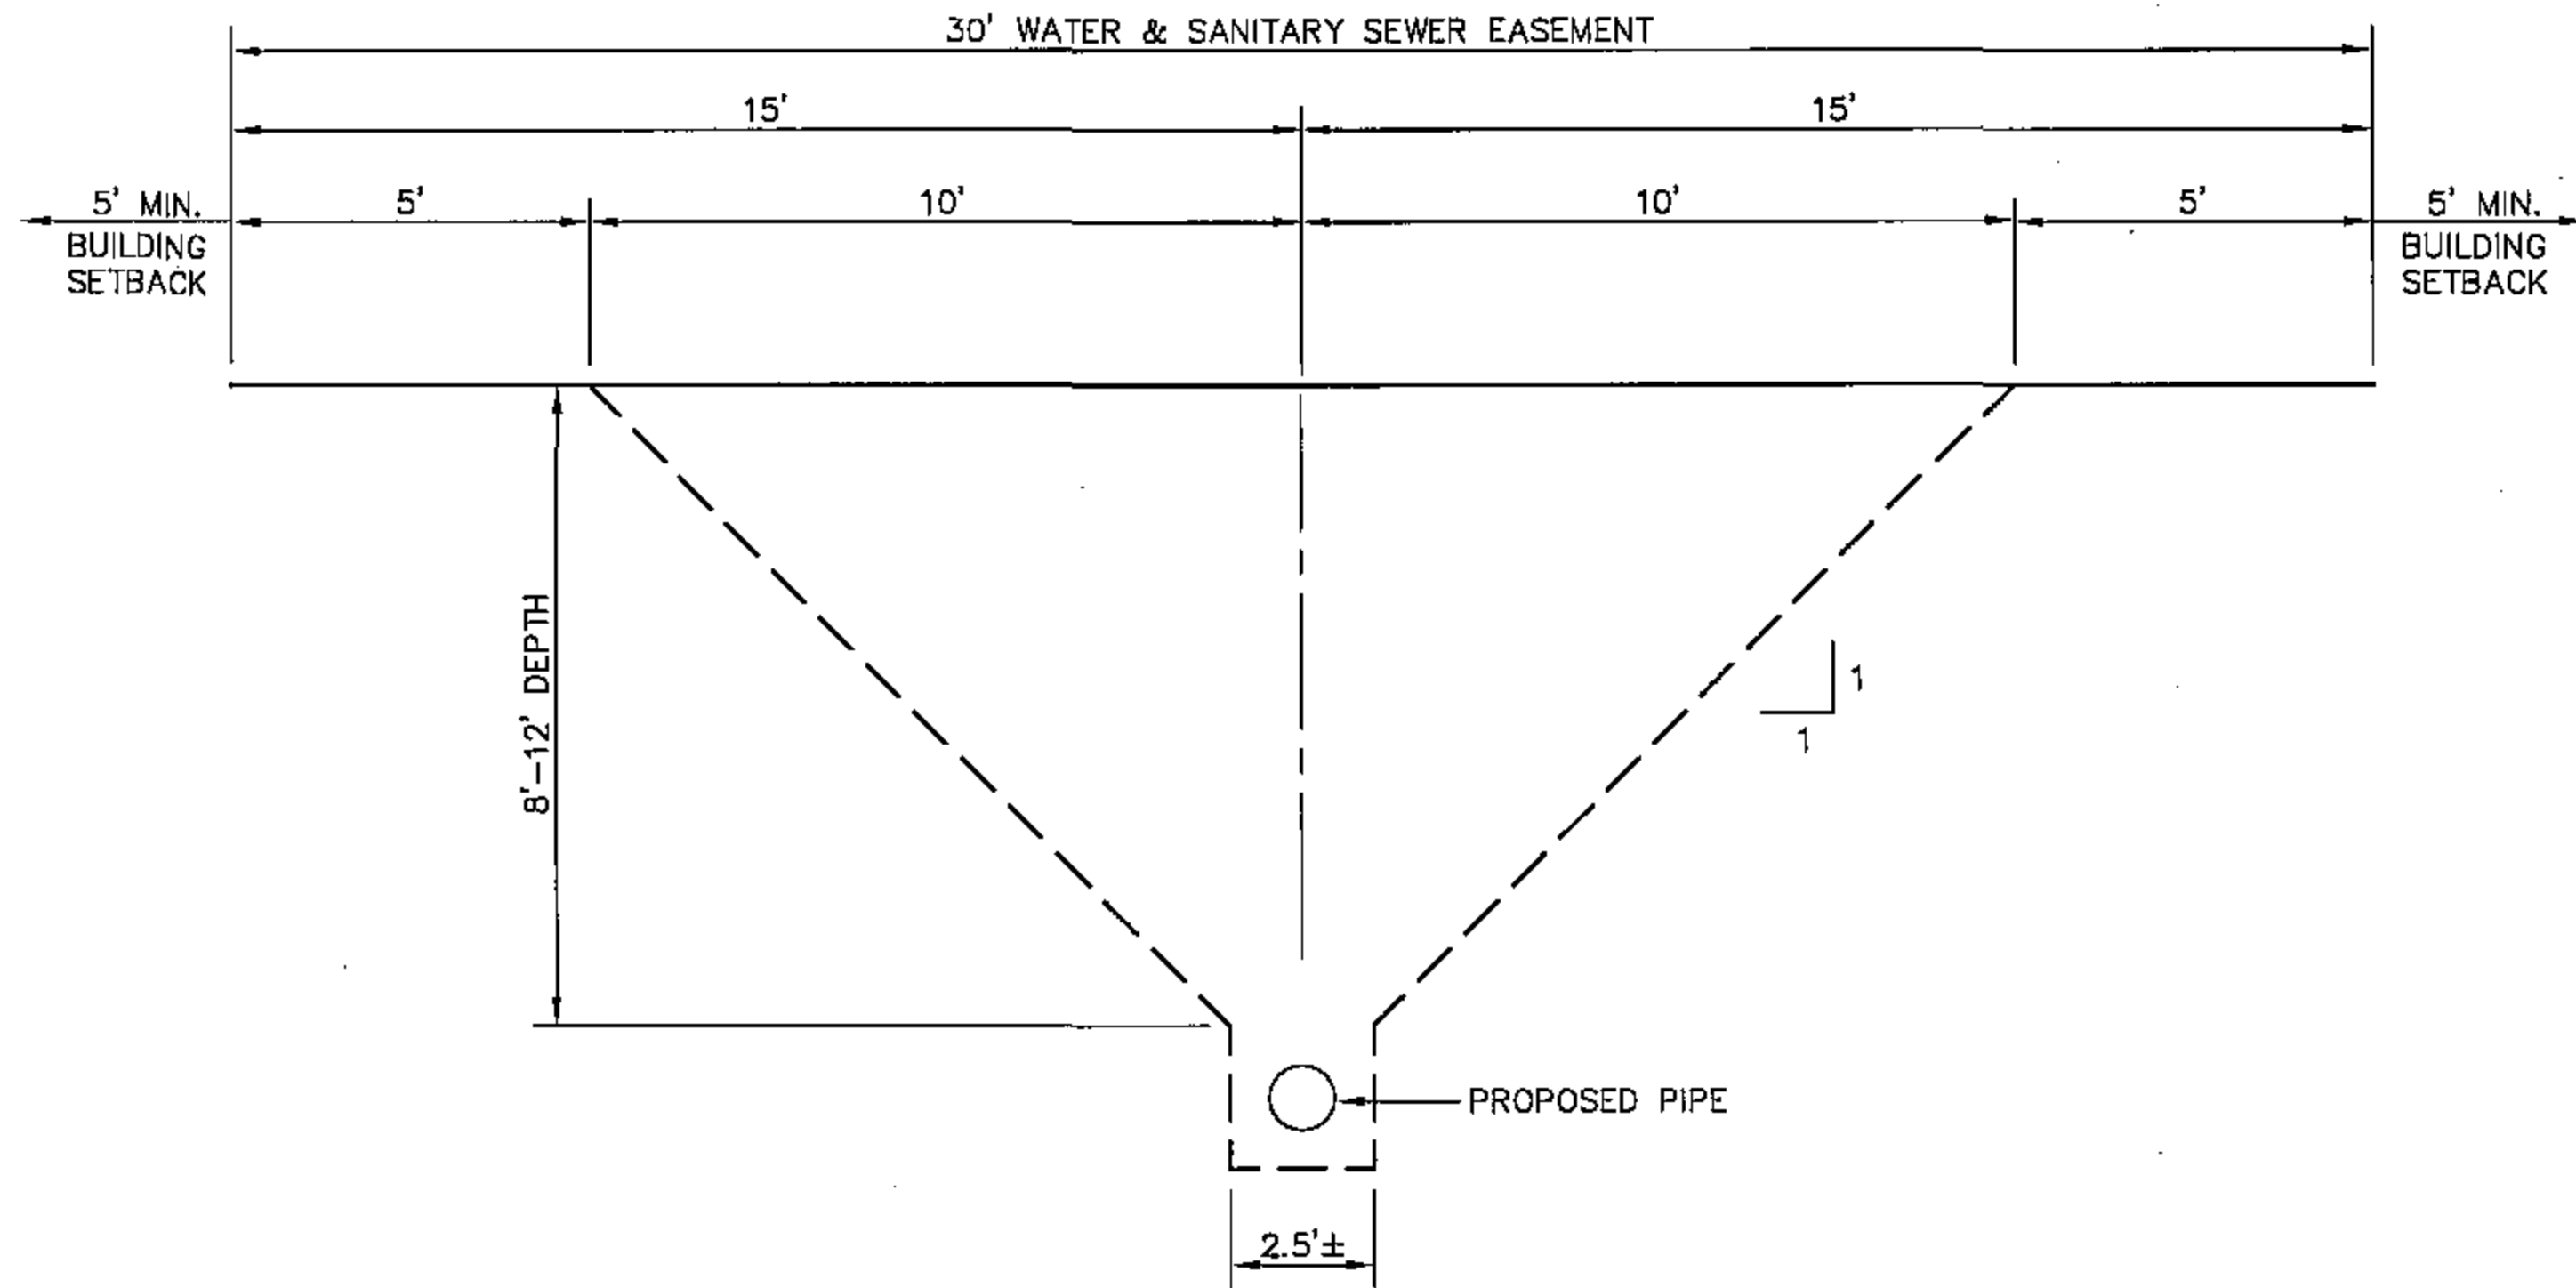 30' WATER & SANITARY SEWER EASEMENT
15'
15'
5' MIN.
BUILDING
SETBACK
5'
10'
10'
5'
5' MIN.
BUILDING
SETBACK
8'-12' DEPTH
1
1
PROPOSED PIPE
2.5'±